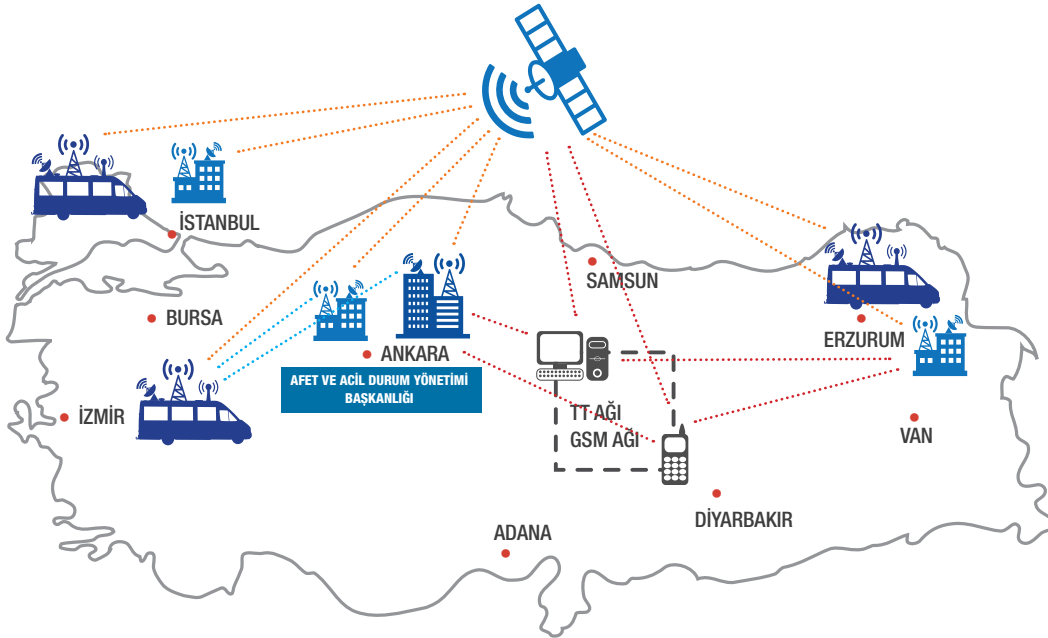 İSTANBUL
SAMSUN
BURSA
ERZURUM
ANKARA
AFET VE ACİL DURUM YÖNETİMİ
BAŞKANLIĞI
İZMİR
TT AĞI
GSM AĞI
VAN
DİYARBAKIR
ADANA